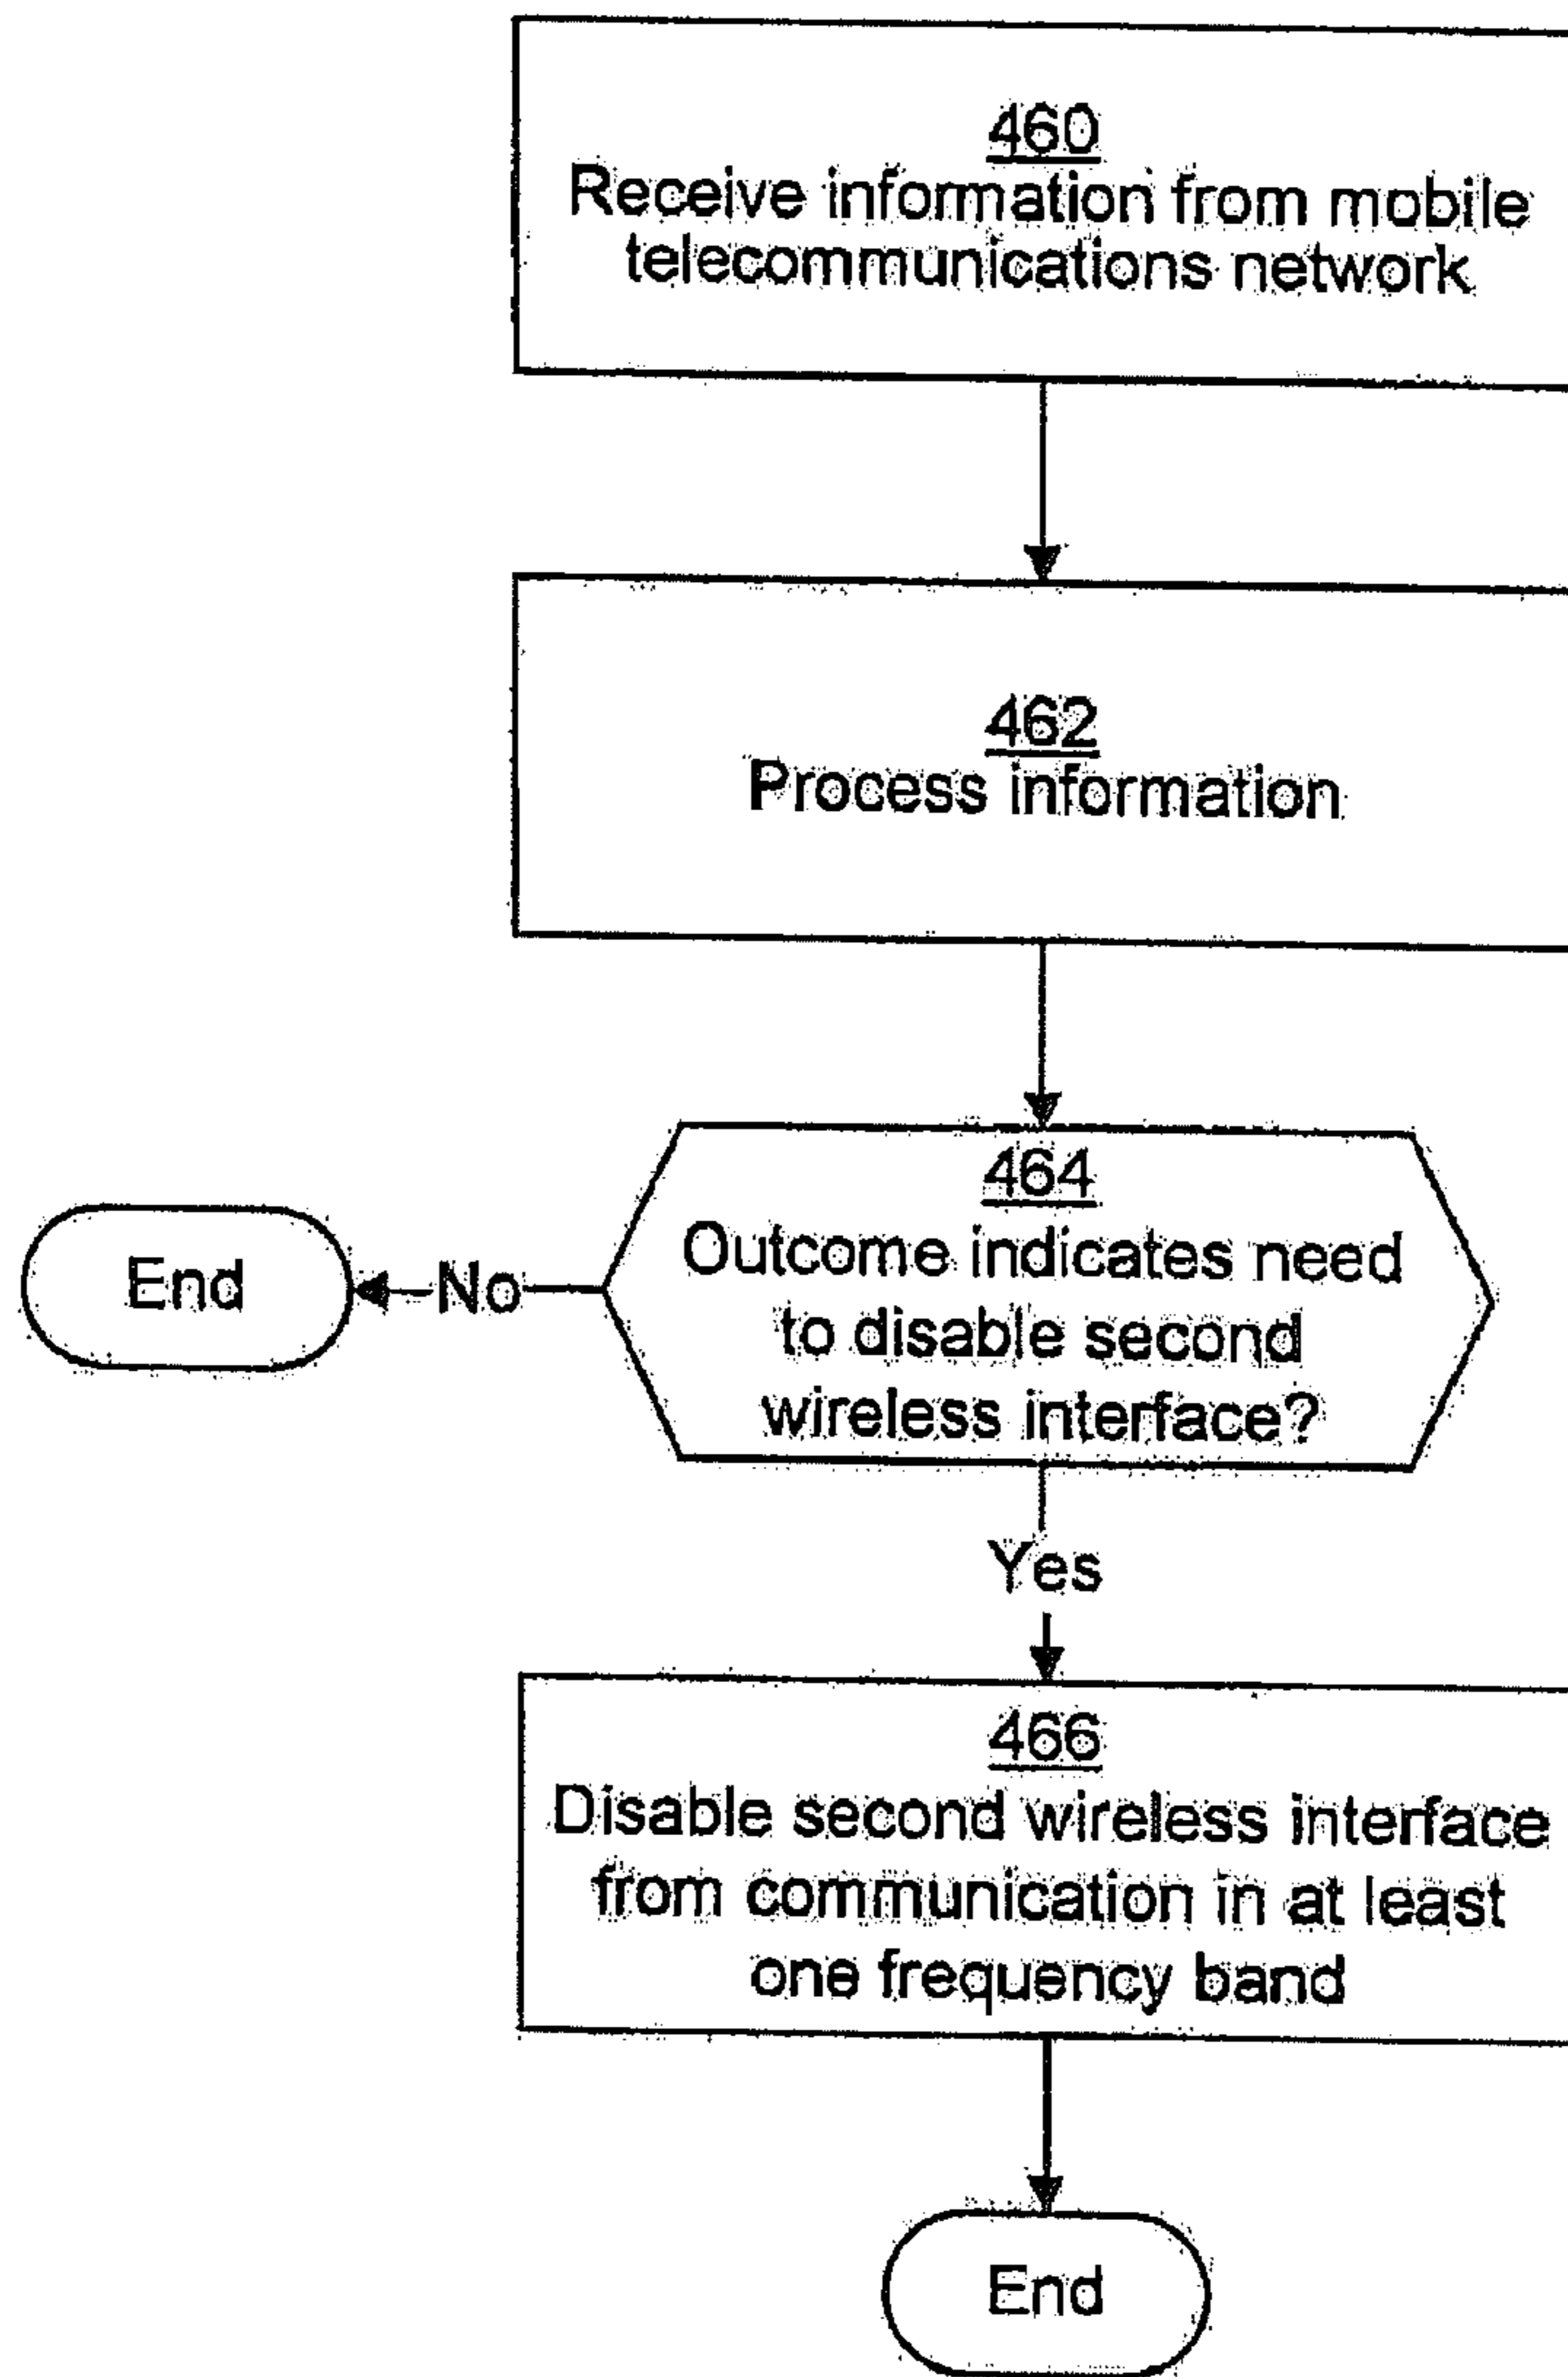 460
Receive information from mobile
telecommunications network
462
Process information
464
Outcome indicates need
to disable second
wireless interface?
End
No
Yes
466
Disable second wireless interface
from communication in at least
one frequency band
End